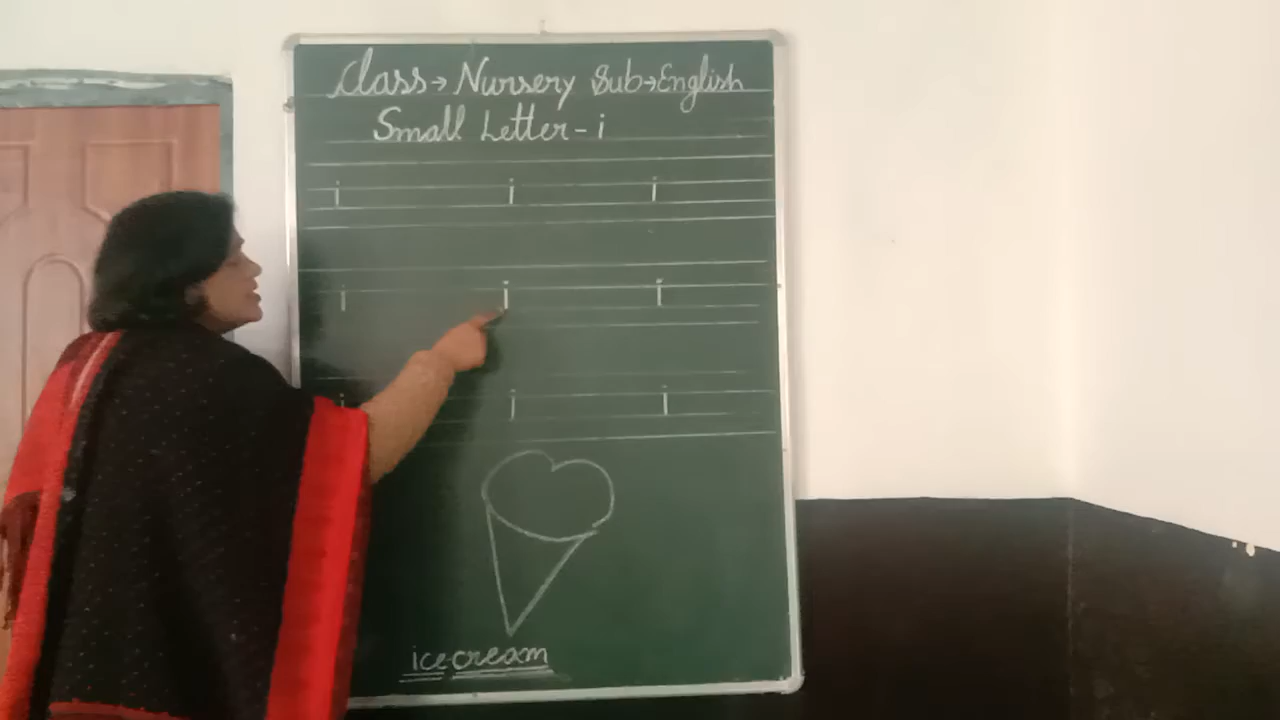 Class→ Nursery Sub→English
Small Letter - i
i i i
i i i
i i i
ice cream